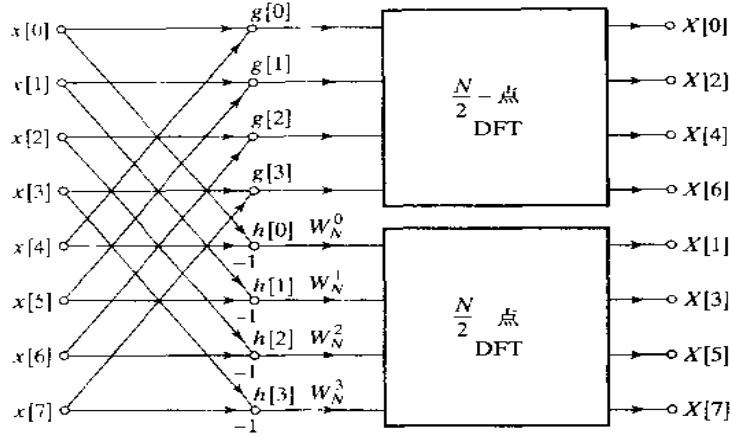 x[0] g[0] X[0]
x[1] g[1] N/2 - 点 X[2]
x[2] g[2] DFT X[4]
x[3] g[3] X[6]
x[4] h[0] W_N^0 X[1]
-1
x[5] h[1] W_N^1 N/2 点 X[3]
-1
x[6] h[2] W_N^2 DFT X[5]
-1
x[7] h[3] W_N^3 X[7]
-1